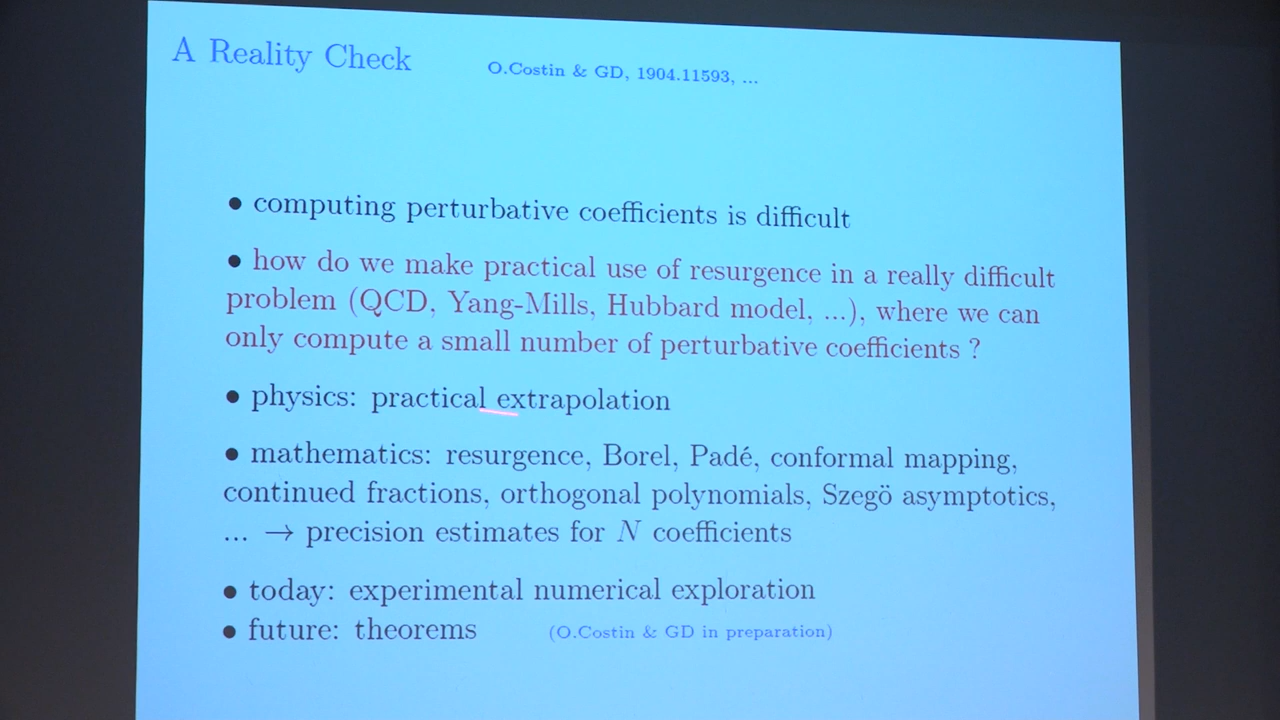 A Reality Check
O.Costin & GD, 1904.11593, ...
• computing perturbative coefficients is difficult
• how do we make practical use of resurgence in a really difficult
problem (QCD, Yang-Mills, Hubbard model, ...), where we can
only compute a small number of perturbative coefficients ?
• physics: practical extrapolation
• mathematics: resurgence, Borel, Padé, conformal mapping,
continued fractions, orthogonal polynomials, Szegö asymptotics,
... → precision estimates for N coefficients
• today: experimental numerical exploration
• future: theorems (O.Costin & GD in preparation)